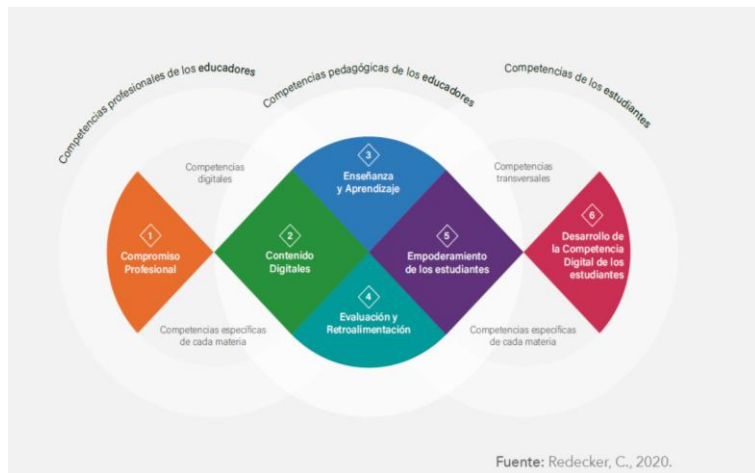 Competencias profesionales de los educadores
Competencias pedagógicas de los educadores
Competencias de los estudiantes
Competencias
digitales
Competencias
transversales
1
Compromiso
Profesional
2
Contenido
Digitales
3
Enseñanza
y Aprendizaje
4
Evaluación y
Retroalimentación
5
Empoderamiento
de los estudiantes
6
Desarrollo de
la Competencia
Digital de los
estudiantes
Competencias específicas
de cada materia
Competencias específicas
de cada materia
Fuente: Redecker, C., 2020.